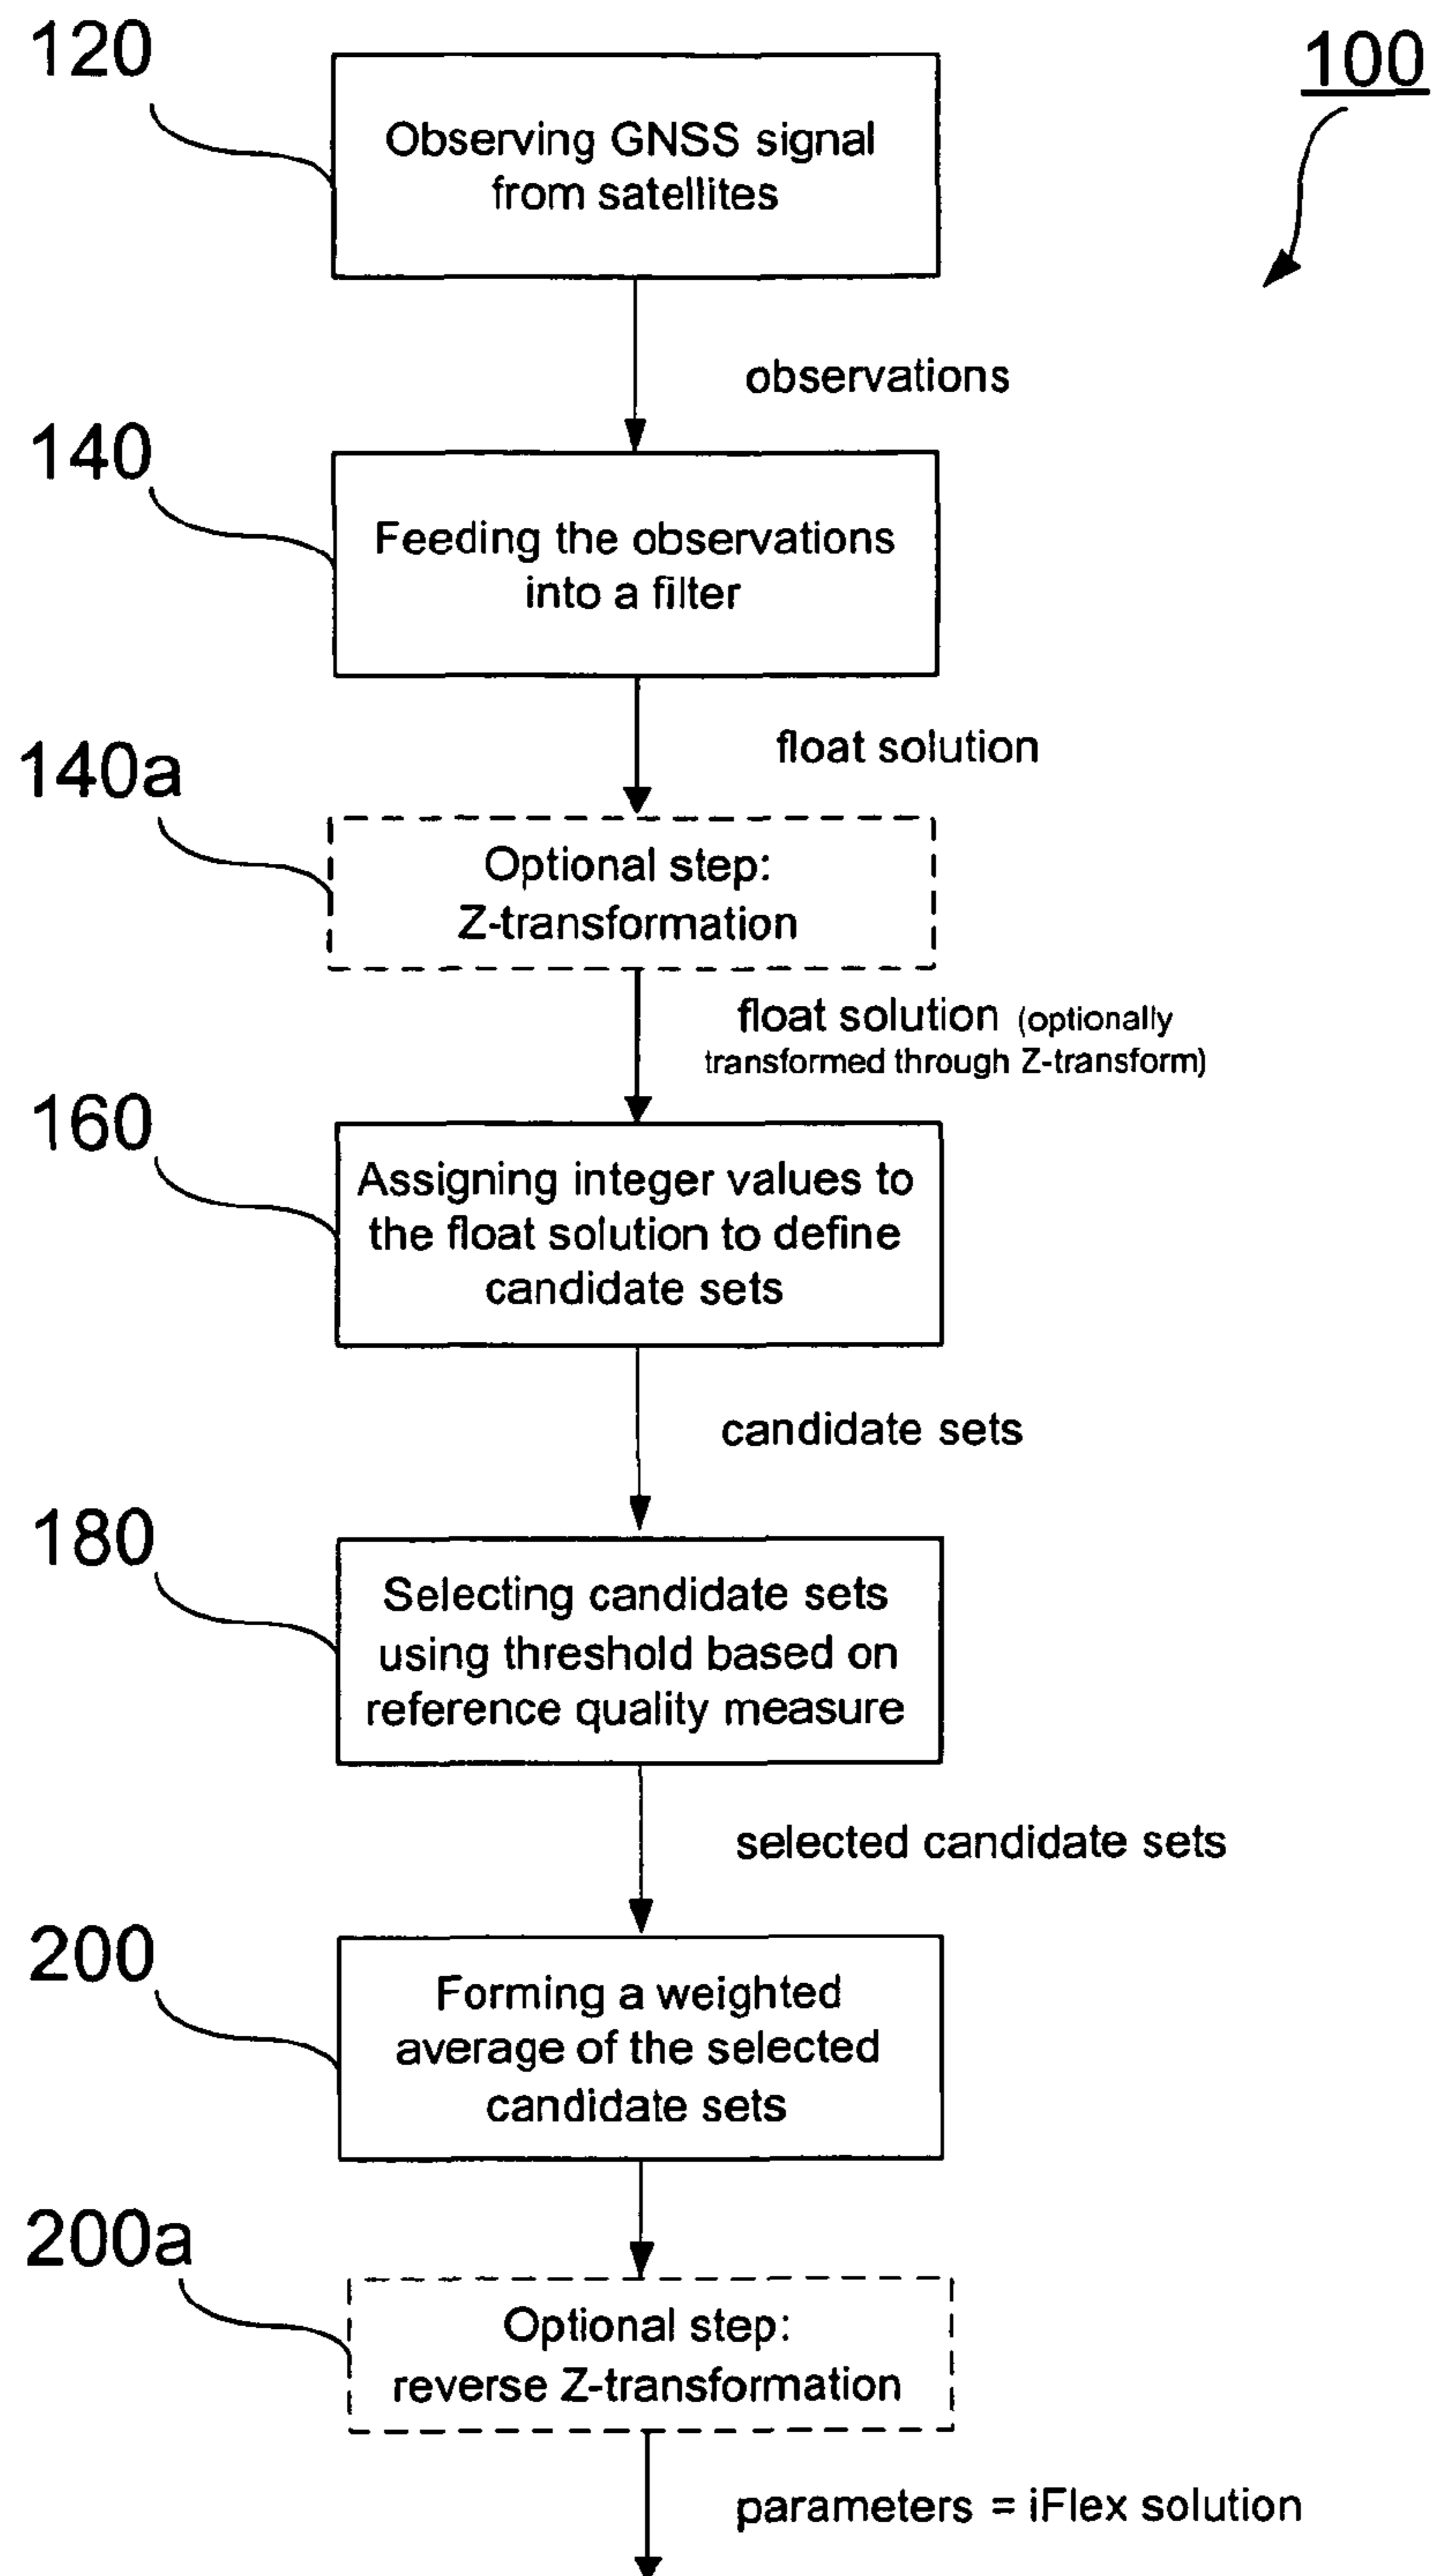 120
100
Observing GNSS signal
from satellites
observations
140
Feeding the observations
into a filter
float solution
140a
Optional step:
Z-transformation
float solution (optionally
transformed through Z-transform)
160
Assigning integer values to
the float solution to define
candidate sets
candidate sets
180
Selecting candidate sets
using threshold based on
reference quality measure
selected candidate sets
200
Forming a weighted
average of the selected
candidate sets
200a
Optional step:
reverse Z-transformation
parameters = iFlex solution